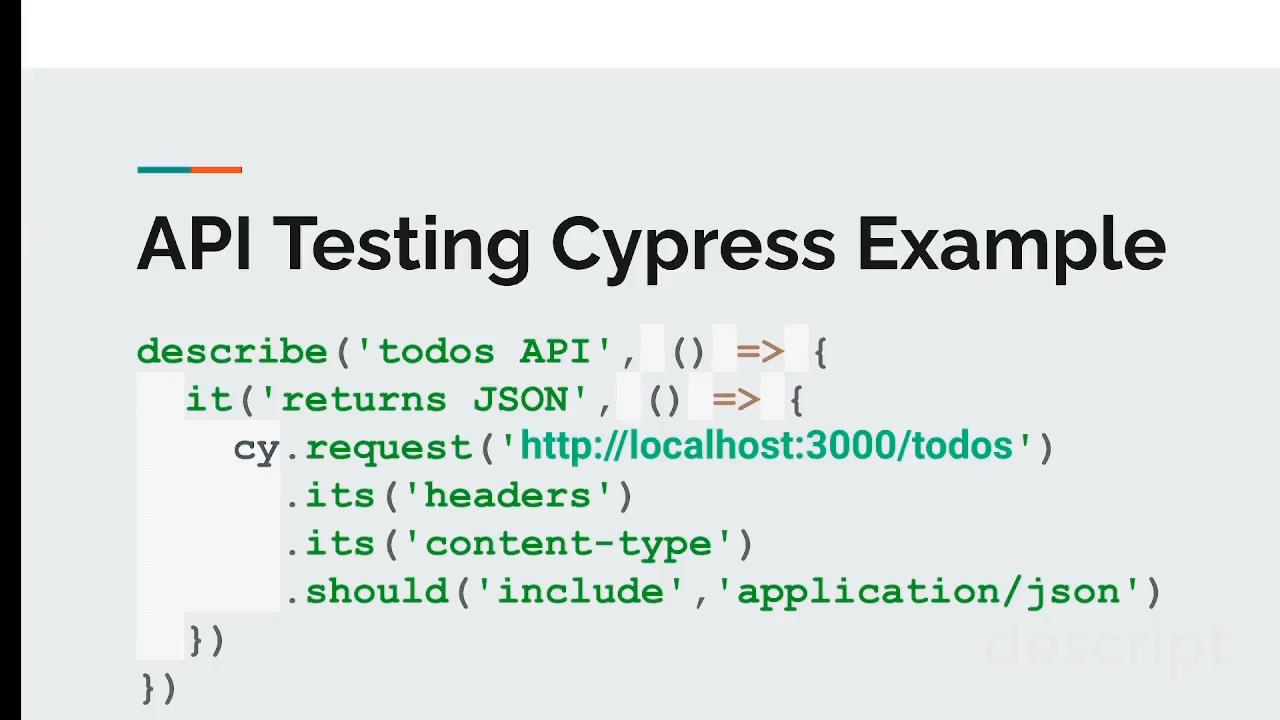 API Testing Cypress Example
describe('todos API', () => {
it('returns JSON', () => {
cy.request('http://localhost:3000/todos')
.its('headers')
.its('content-type')
.should('include','application/json')
})
})
descript